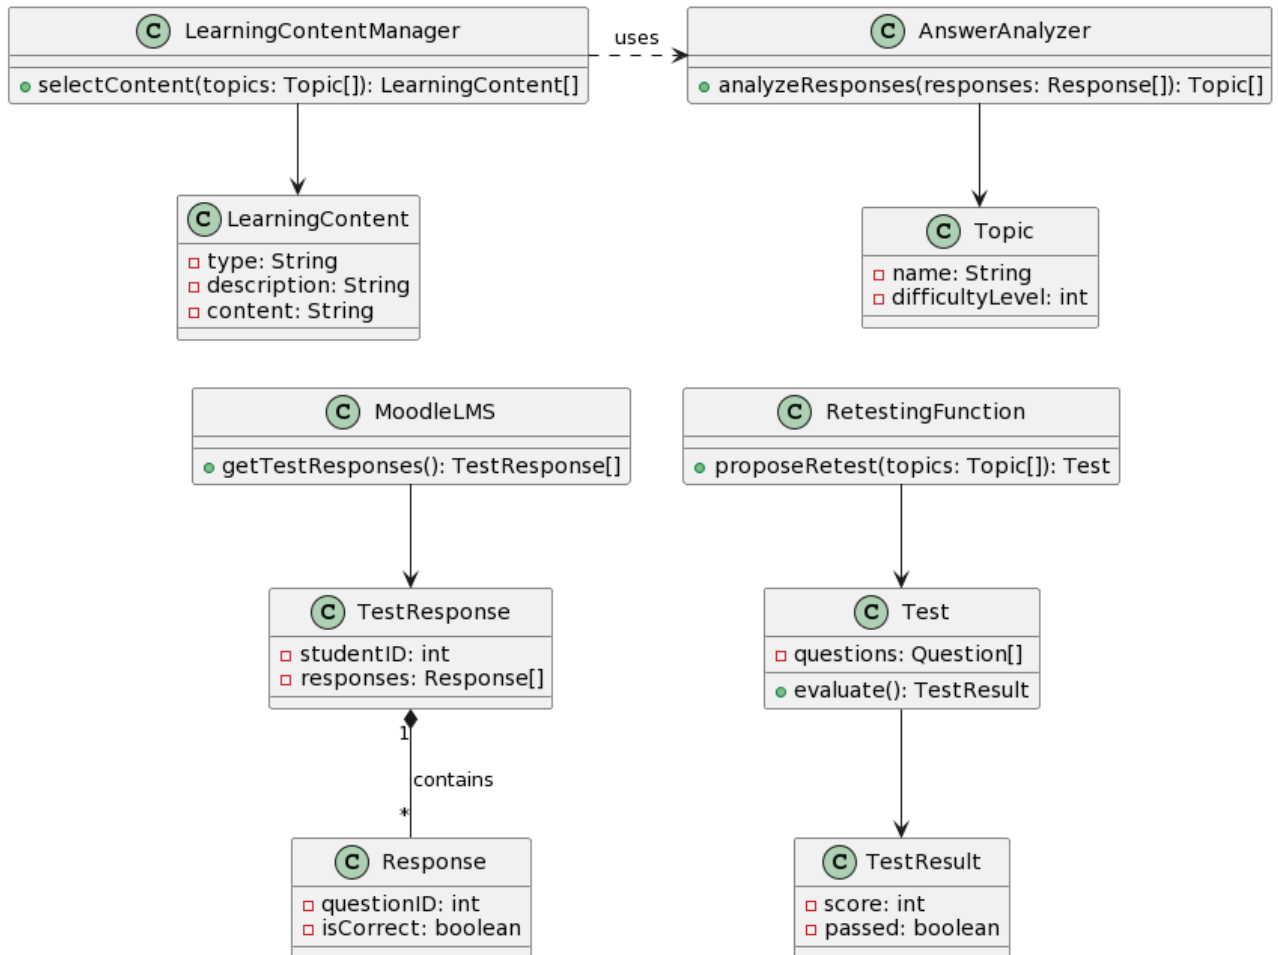 C LearningContentManager
selectContent(topics: Topic[]): LearningContent[]
uses
C AnswerAnalyzer
analyzeResponses(responses: Response[]): Topic[]
C LearningContent
type: String
description: String
content: String
C Topic
name: String
difficultyLevel: int
C MoodleLMS
getTestResponses(): TestResponse[]
C RetestingFunction
proposeRetest(topics: Topic[]): Test
C TestResponse
studentID: int
responses: Response[]
C Test
questions: Question[]
evaluate(): TestResult
1
contains
*
C Response
questionID: int
isCorrect: boolean
C TestResult
score: int
passed: boolean